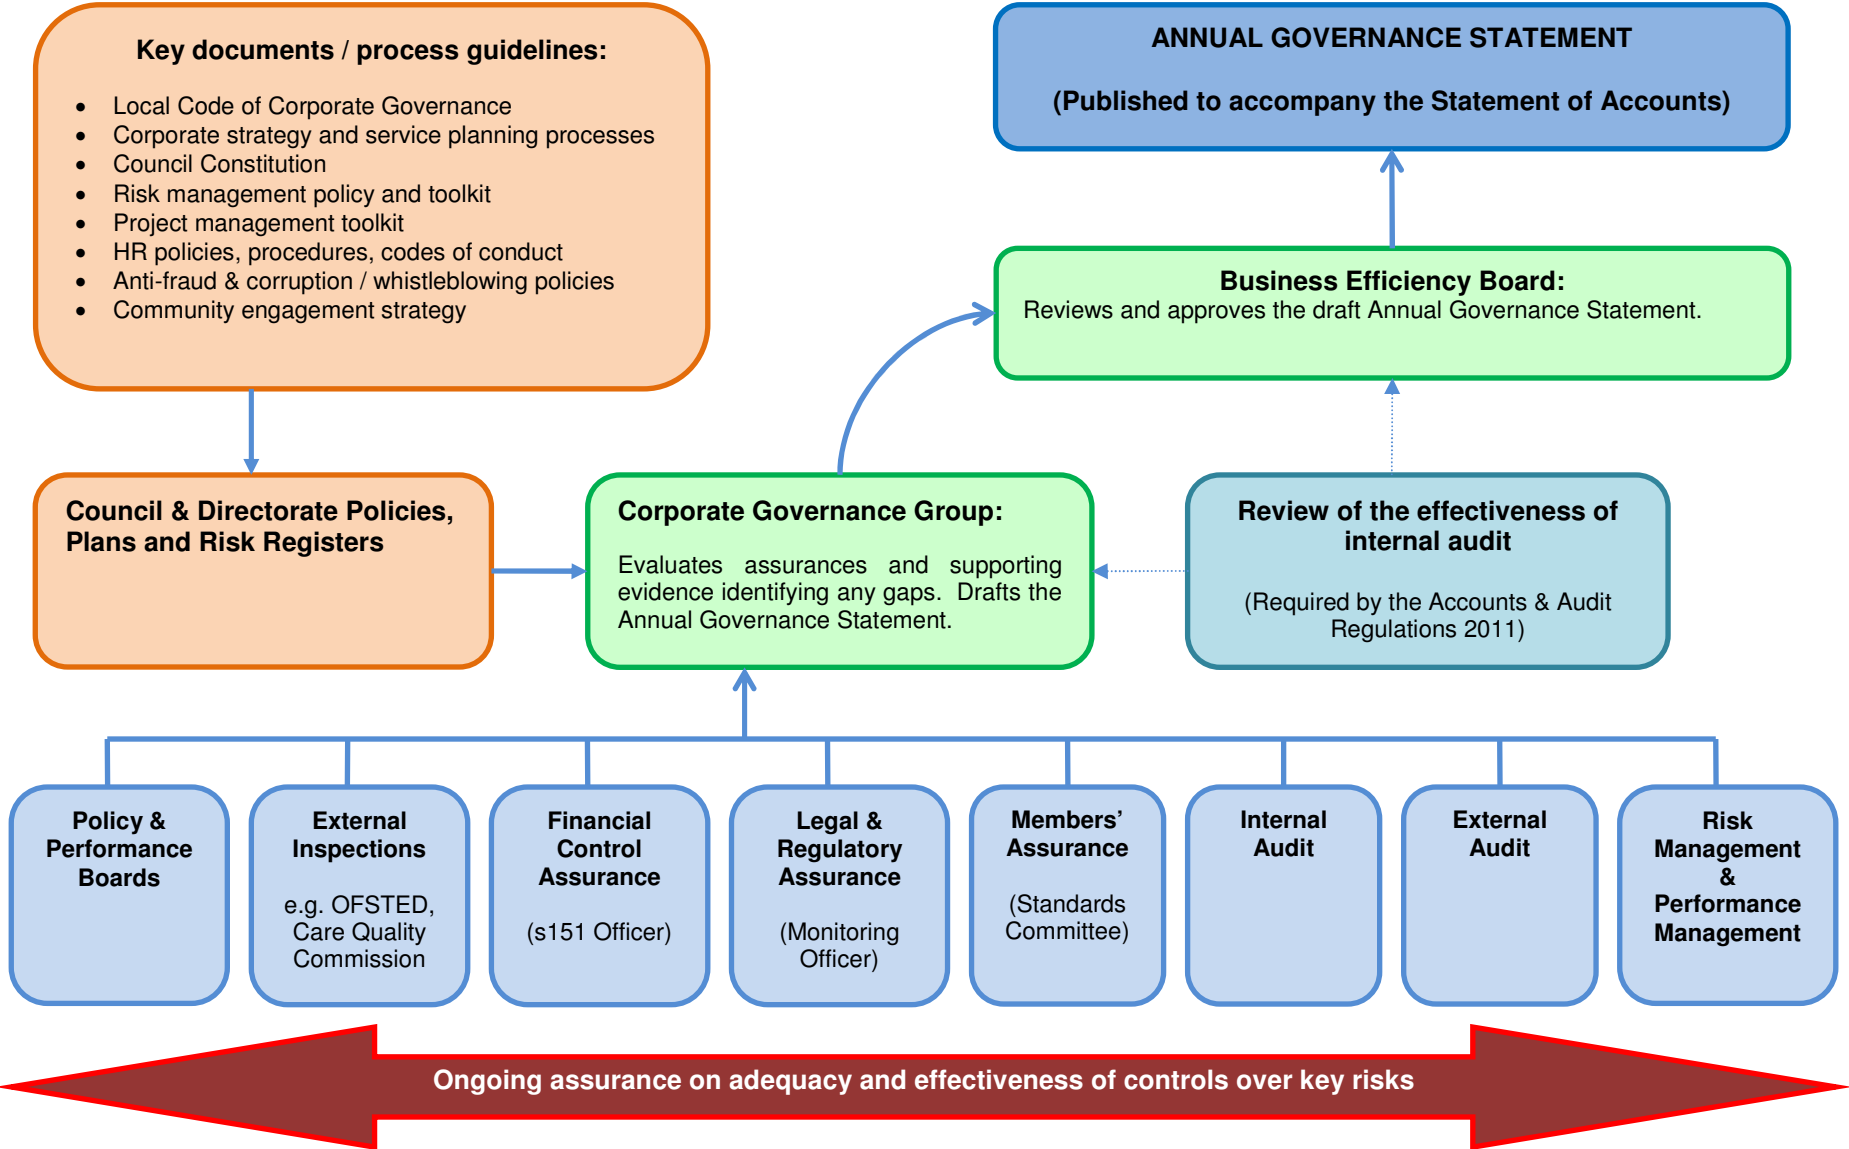 Key documents / process guidelines:
• Local Code of Corporate Governance
• Corporate strategy and service planning processes
• Council Constitution
• Risk management policy and toolkit
• Project management toolkit
• HR policies, procedures, codes of conduct
• Anti-fraud & corruption / whistleblowing policies
• Community engagement strategy
ANNUAL GOVERNANCE STATEMENT
(Published to accompany the Statement of Accounts)
Business Efficiency Board:
Reviews and approves the draft Annual Governance Statement.
Council & Directorate Policies,
Plans and Risk Registers
Corporate Governance Group:
Evaluates assurances and supporting
evidence identifying any gaps. Drafts the
Annual Governance Statement.
Review of the effectiveness of
internal audit
(Required by the Accounts & Audit
Regulations 2011)
Policy &
Performance
Boards
External
Inspections
e.g. OFSTED,
Care Quality
Commission
Financial
Control
Assurance
(s151 Officer)
Legal &
Regulatory
Assurance
(Monitoring
Officer)
Members’
Assurance
(Standards
Committee)
Internal
Audit
External
Audit
Risk
Management
&
Performance
Management
Ongoing assurance on adequacy and effectiveness of controls over key risks